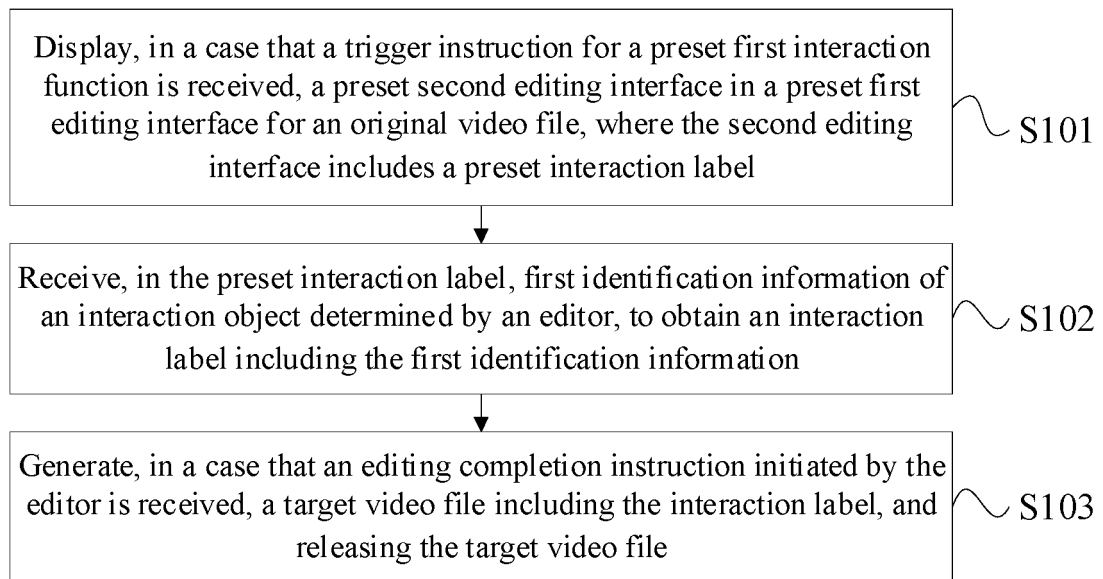 Display, in a case that a trigger instruction for a preset first interaction
function is received, a preset second editing interface in a preset first
editing interface for an original video file, where the second editing
interface includes a preset interaction label
S101
Receive, in the preset interaction label, first identification information of
an interaction object determined by an editor, to obtain an interaction
label including the first identification information
S102
Generate, in a case that an editing completion instruction initiated by the
editor is received, a target video file including the interaction label, and
releasing the target video file
S103